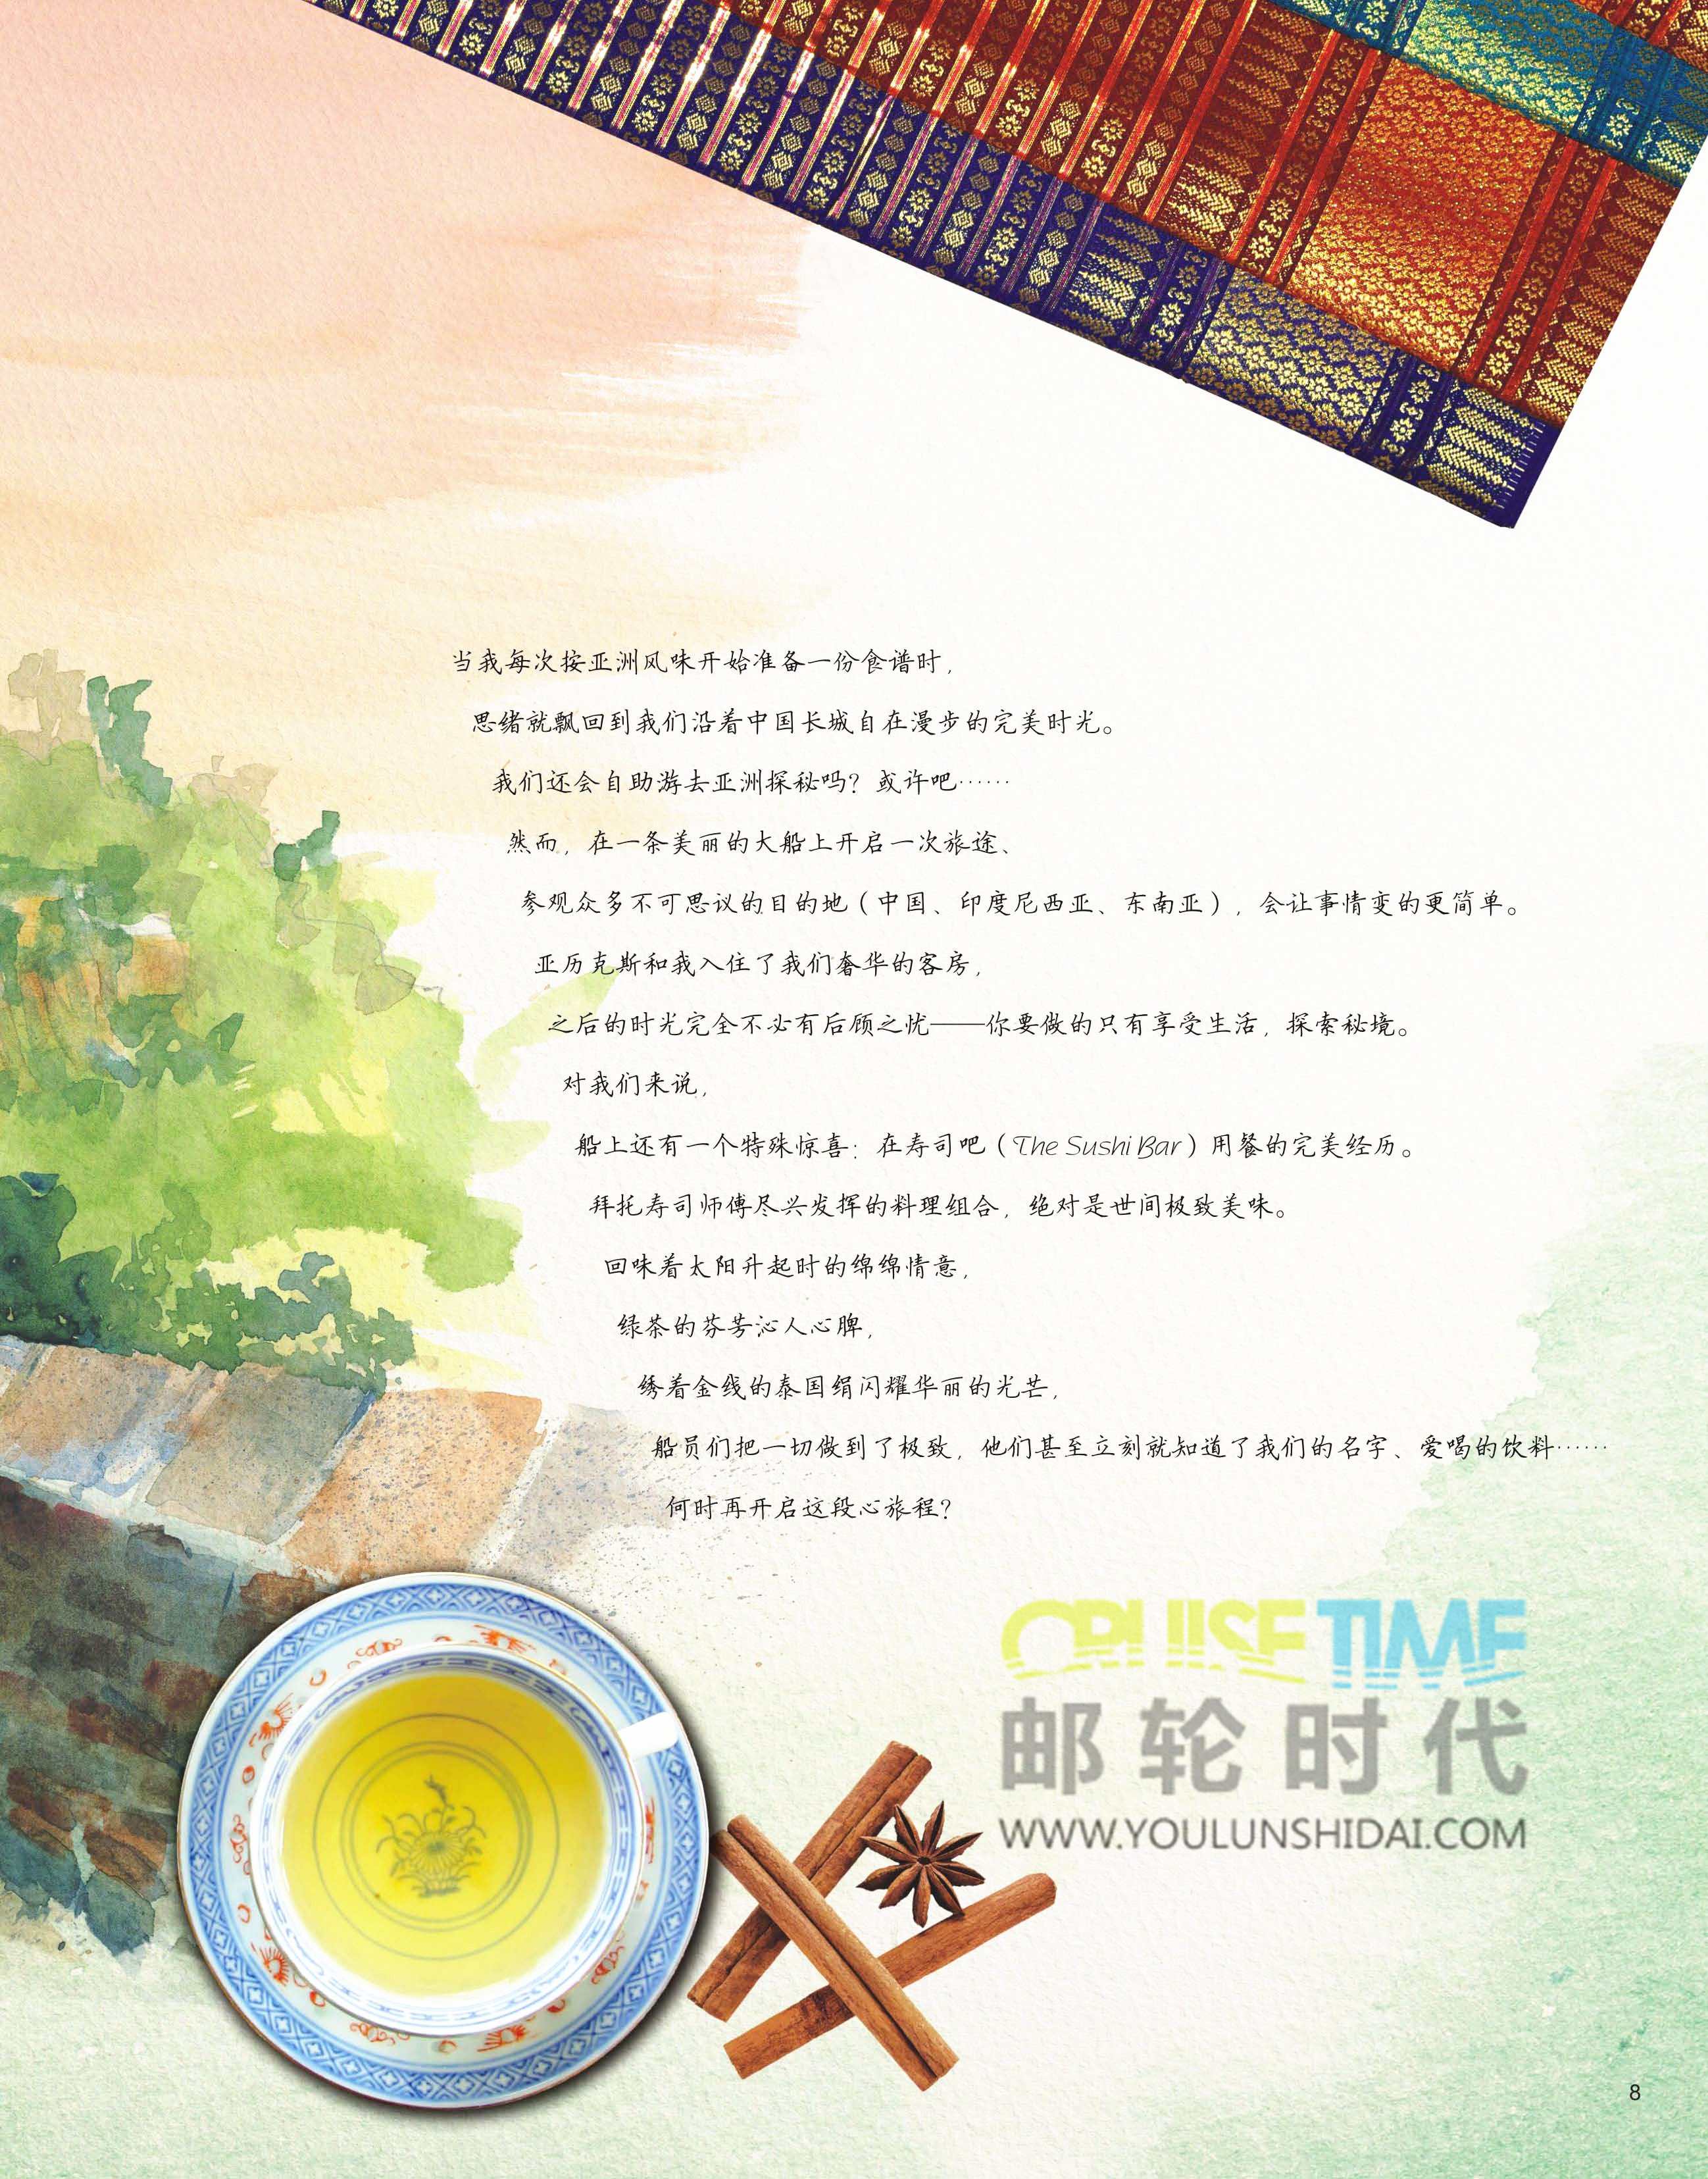 当我每次按亚洲风味开始准备一份食谱时，
思绪就飘回到我们沿着中国长城自在漫步的完美时光。
我们还会自助游去亚洲探秘吗？或许吧……
然而，在一条美丽的大船上开启一次旅途、
参观众多不可思议的目的地（中国、印度尼西亚、东南亚），会让事情变的更简单。
亚历克斯和我入住了我们奢华的客房，
之后的时光完全不必有后顾之忧——你要做的只有享受生活，探索秘境。
对我们来说，
船上还有一个特殊惊喜：在寿司吧（The Sushi Bar）用餐的完美经历。
拜托寿司师傅尽兴发挥的料理组合，绝对是世间极致美味。
回味着太阳升起时的绵绵情意，
绿茶的芬芳沁人心脾，
绣着金线的泰国绢闪耀华丽的光芒，
船员们把一切做到了极致，他们甚至立刻就知道了我们的名字、爱喝的饮料……
何时再开启这段心旅程？
CRUISE TIME
邮轮时代
WWW.YOULUNSHIDAI.COM
8